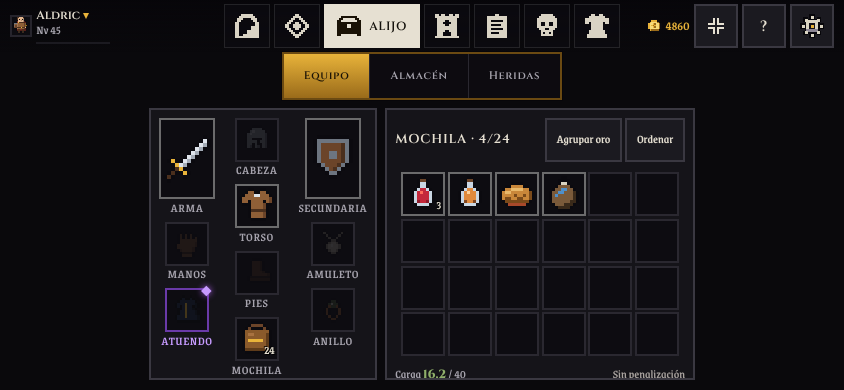 ALDRIC
Nv 45
ALIJO
4860
?
EQUIPO
ALMACÉN
HERIDAS
ARMA
CABEZA
SECUNDARIA
TORSO
MANOS
AMULETO
PIES
ATUENDO
ANILLO
24
MOCHILA
MOCHILA · 4/24
Agrupar oro
Ordenar
3
Carga 16.2 / 40
Sin penalización